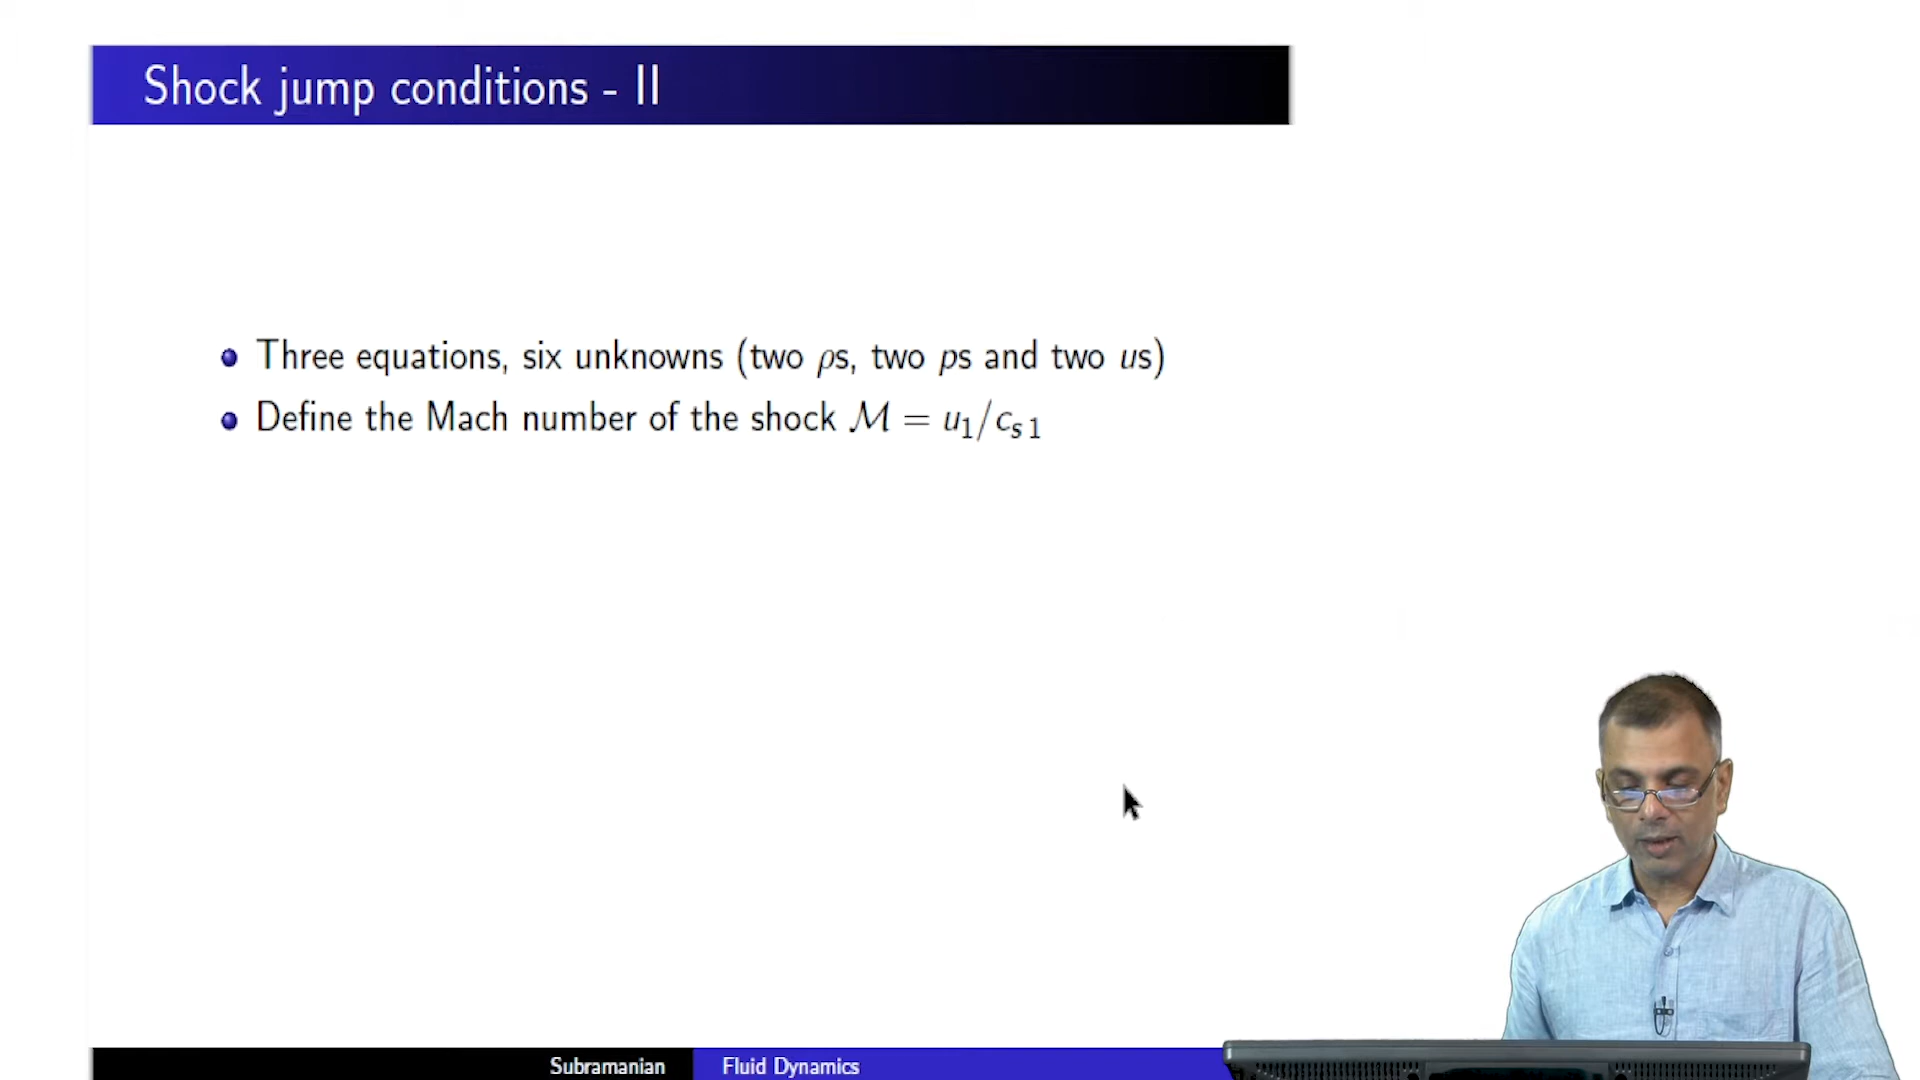 Shock jump conditions - II
Three equations, six unknowns (two ρs, two ps and two us)
Define the Mach number of the shock ℳ = u₁/cₛ₁
Subramanian
Fluid Dynamics